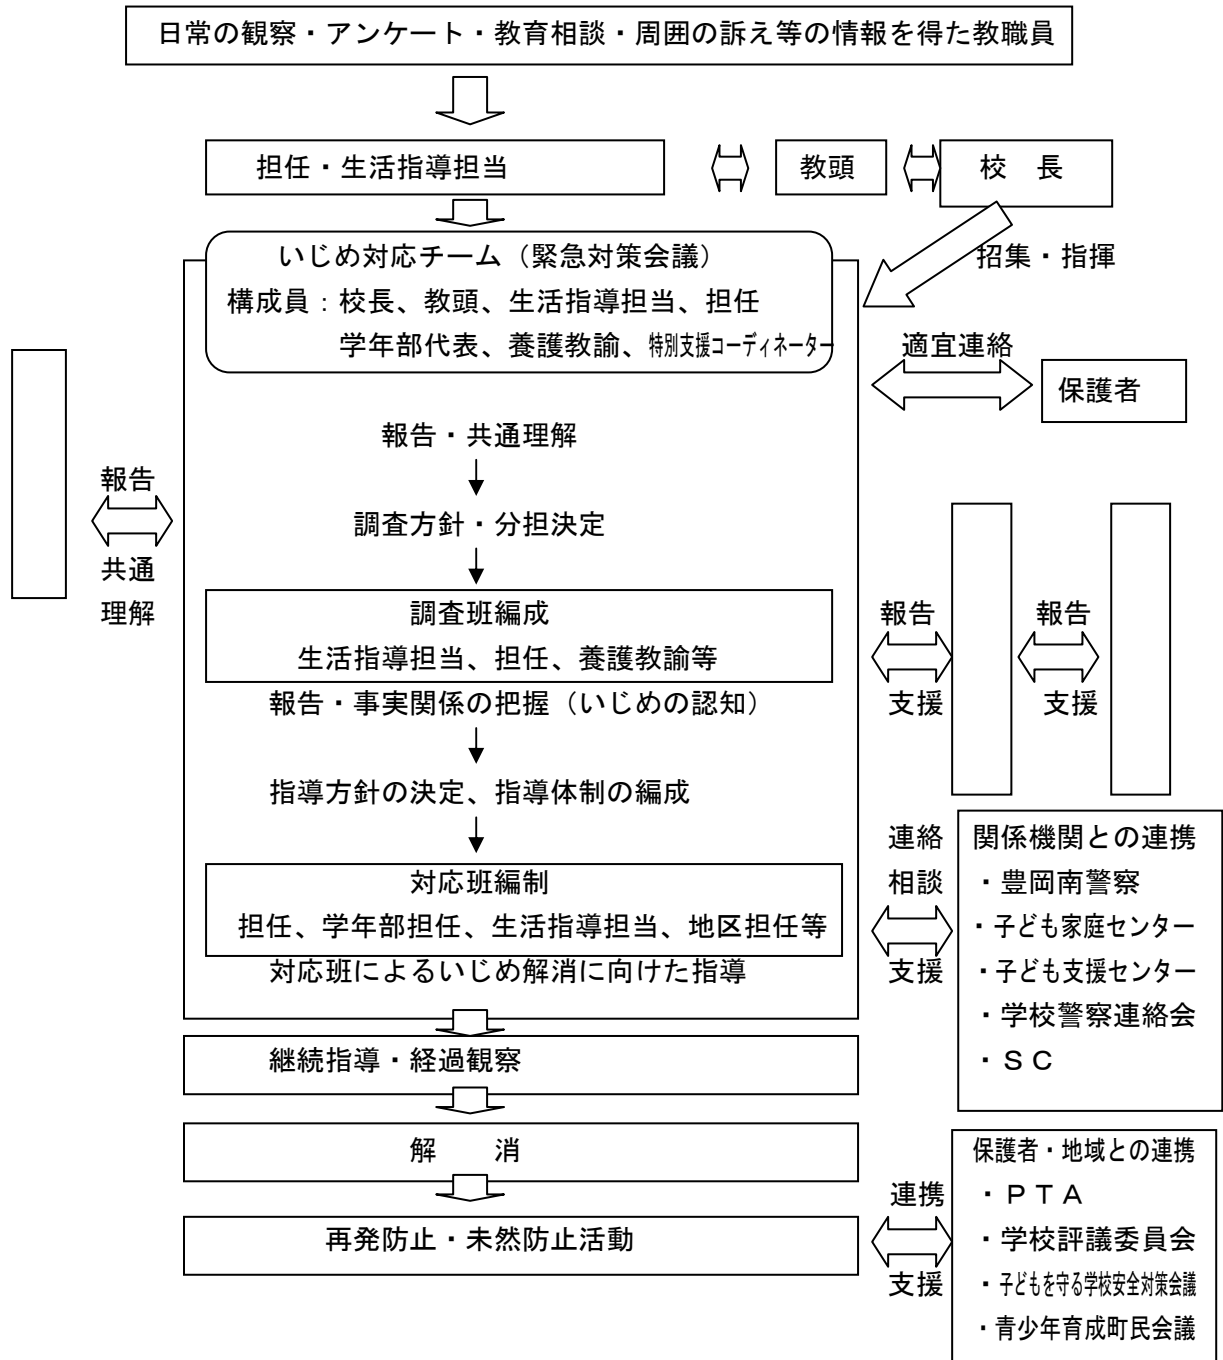 日常の観察・アンケート・教育相談・周囲の訴え等の情報を得た教職員
担任・生活指導担当
教頭
校　長
招集・指揮
いじめ対応チーム（緊急対策会議）
構成員：校長、教頭、生活指導担当、担任
学年部代表、養護教諭、特別支援コーディネーター
適宜連絡
保護者
報告・共通理解
報告
共通
理解
調査方針・分担決定
調査班編成
生活指導担当、担任、養護教諭等
報告
支援
報告
支援
報告・事実関係の把握（いじめの認知）
指導方針の決定、指導体制の編成
対応班編制
担任、学年部担任、生活指導担当、地区担任等
対応班によるいじめ解消に向けた指導
連絡
相談
支援
関係機関との連携
・豊岡南警察
・子ども家庭センター
・子ども支援センター
・学校警察連絡会
・ＳＣ
継続指導・経過観察
解　　消
再発防止・未然防止活動
連携
支援
保護者・地域との連携
・ＰＴＡ
・学校評議委員会
・子どもを守る学校安全対策会議
・青少年育成町民会議